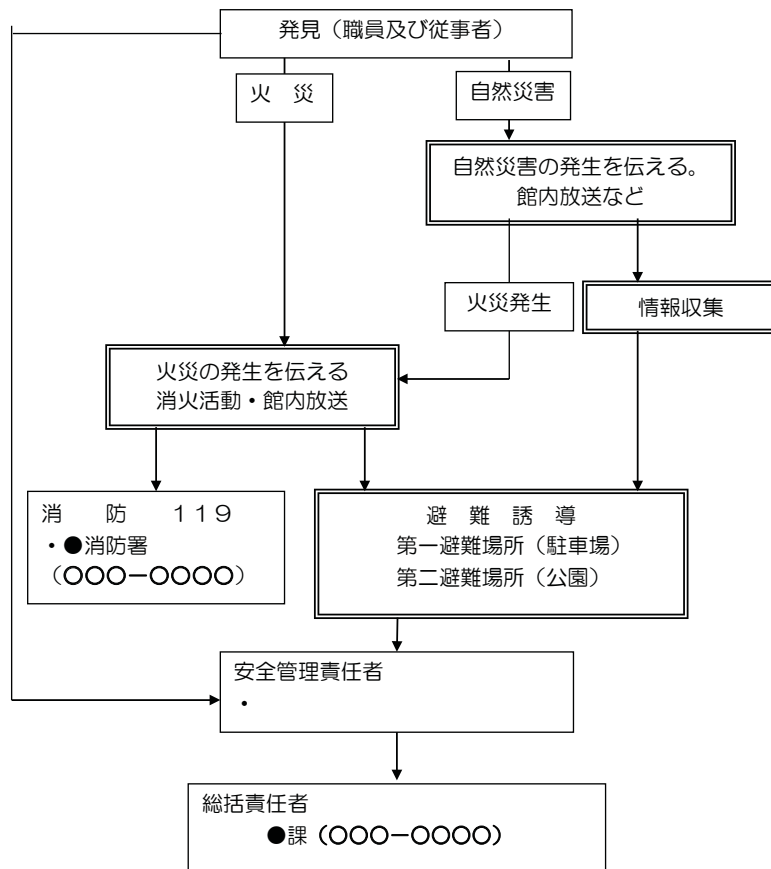 発見（職員及び従事者）
火　災
自然災害
自然災害の発生を伝える。
館内放送など
火災発生
情報収集
火災の発生を伝える
消火活動・館内放送
消　防　１１９
・●消防署
（〇〇〇－〇〇〇〇）
避　難　誘　導
第一避難場所（駐車場）
第二避難場所（公園）
安全管理責任者
・
総括責任者
●課（〇〇〇－〇〇〇〇）